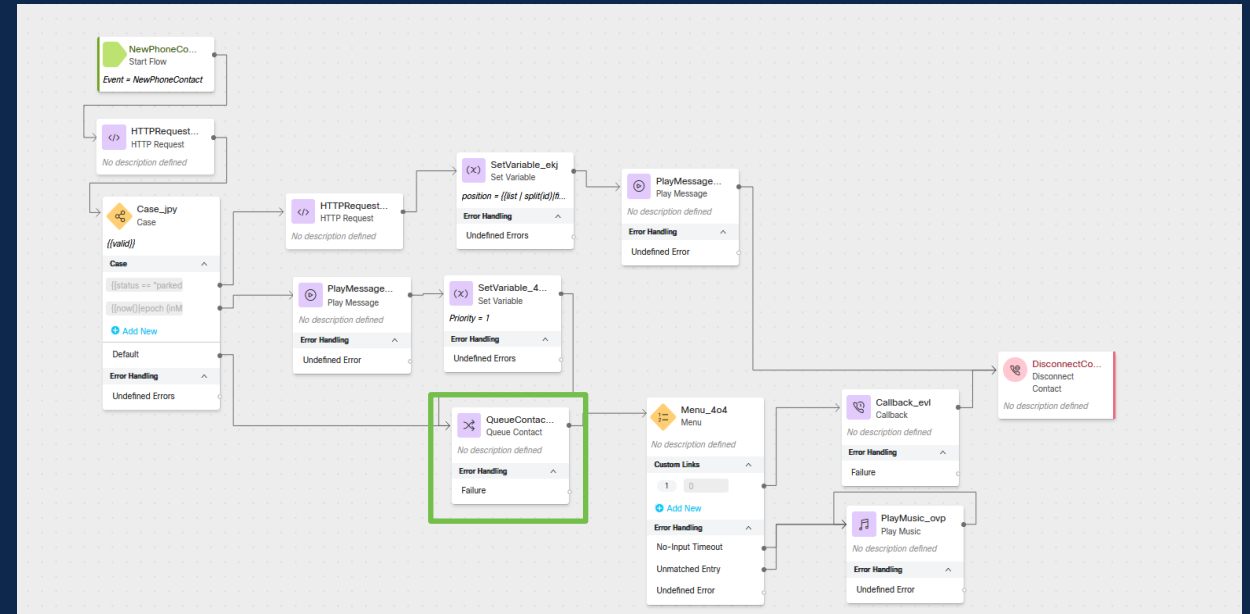 NewPhoneCo...
Start Flow
Event = NewPhoneContact
HTTPRequest...
HTTP Request
No description defined
Case_jpy
Case
{{valid}}
Case
{{status == "parked
{{now()|epoch (inM
Add New
Default
Error Handling
Undefined Errors
HTTPRequest...
HTTP Request
No description defined
SetVariable_ekj
Set Variable
position = {{list | split(id)|fi...
Error Handling
Undefined Errors
PlayMessage...
Play Message
No description defined
Error Handling
Undefined Error
PlayMessage...
Play Message
No description defined
Error Handling
Undefined Error
SetVariable_4...
Set Variable
Priority = 1
Error Handling
Undefined Errors
QueueContac...
Queue Contact
No description defined
Error Handling
Failure
Menu_4o4
Menu
No description defined
Custom Links
1 0
Add New
Error Handling
No-Input Timeout
Unmatched Entry
Undefined Error
Callback_evl
Callback
No description defined
Error Handling
Failure
PlayMusic_ovp
Play Music
No description defined
Error Handling
Undefined Error
DisconnectCo...
Disconnect
Contact
No description defined